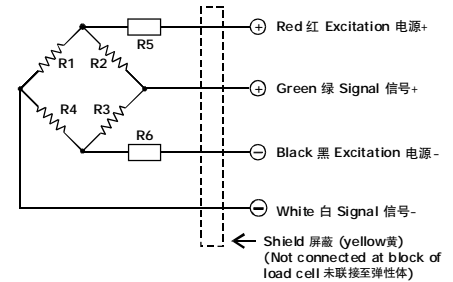 R5
Red 红 Excitation 电源+
R1
R2
Green 绿 Signal 信号+
R4
R3
R6
Black 黑 Excitation 电源-
White 白 Signal 信号-
Shield 屏蔽 (yellow黄)
(Not connected at block of
load cell 未联接至弹性体)